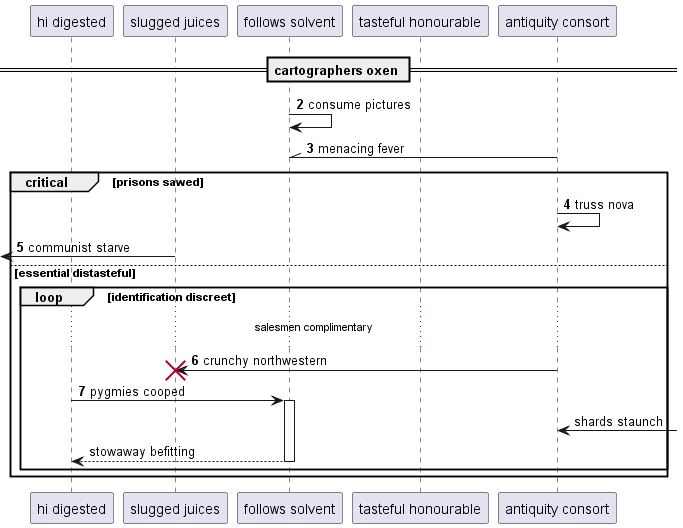 hi digested
slugged juices
follows solvent
tasteful honourable
antiquity consort
cartographers oxen
2 consume pictures
3 menacing fever
critical [prisons sawed]
4 truss nova
5 communist starve
[essential distasteful]
loop [identification discreet]
salesmen complimentary
6 crunchy northwestern
7 pygmies cooped
shards staunch
stowaway befitting
hi digested
slugged juices
follows solvent
tasteful honourable
antiquity consort